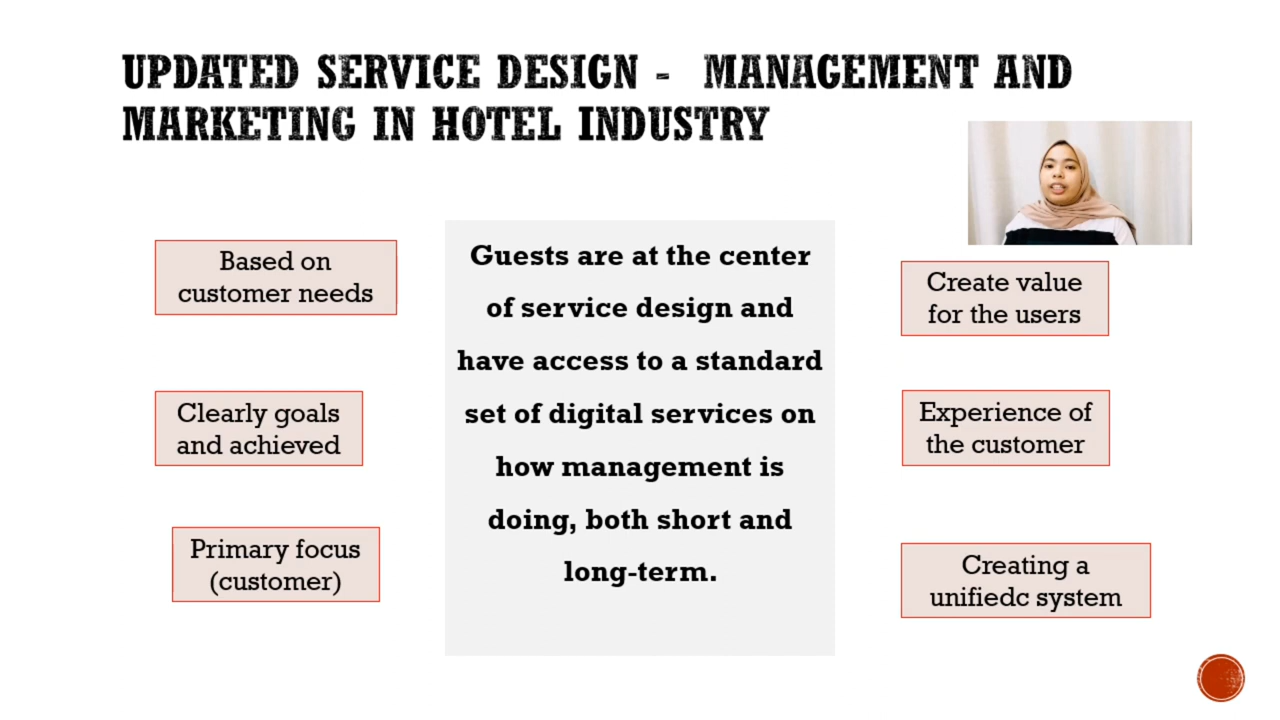 UPDATED SERVICE DESIGN - MANAGEMENT AND
MARKETING IN HOTEL INDUSTRY
Based on
customer needs
Clearly goals
and achieved
Primary focus
(customer)
Guests are at the center
of service design and
have access to a standard
set of digital services on
how management is
doing, both short and
long-term.
Create value
for the users
Experience of
the customer
Creating a
unifiedc system